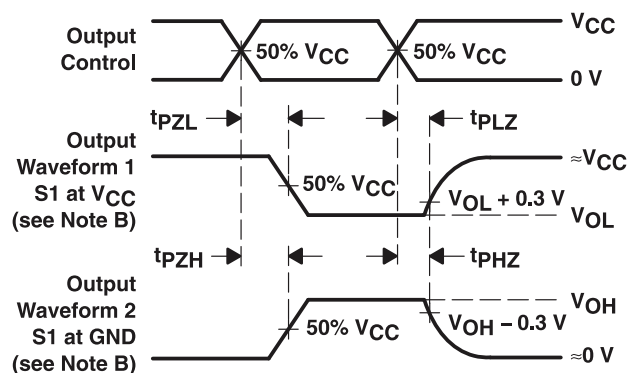 Output
Control
50% VCC
50% VCC
VCC
0 V
tPZL
tPLZ
Output
Waveform 1
S1 at VCC
(see Note B)
50% VCC
≈VCC
VOL + 0.3 V
VOL
tPZH
tPHZ
Output
Waveform 2
S1 at GND
(see Note B)
50% VCC
VOH
VOH – 0.3 V
≈0 V